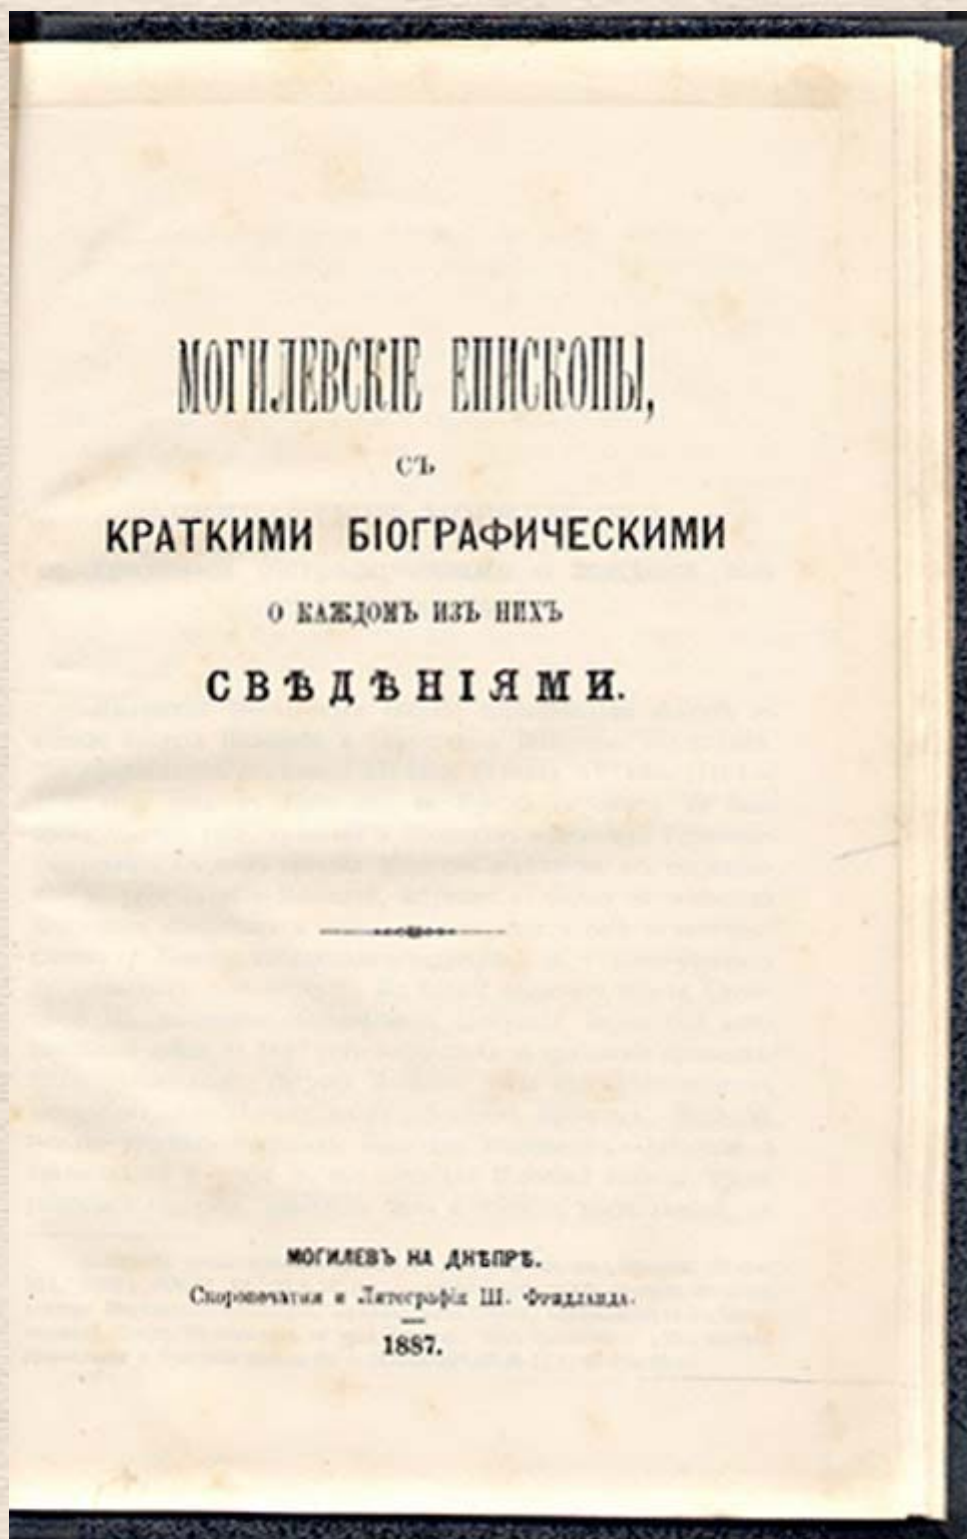 МОГИЛЕВСКІЕ ЕПИСКОПЫ,
СЪ
КРАТКИМИ БІОГРАФИЧЕСКИМИ
О КАЖДОМЪ ИЗЪ НИХЪ
СВѢДѢНІЯМИ.
МОГИЛЕВЪ НА ДНѢПРѢ.
Скоропечатня и Литографія Ш. Фридланда.
1887.